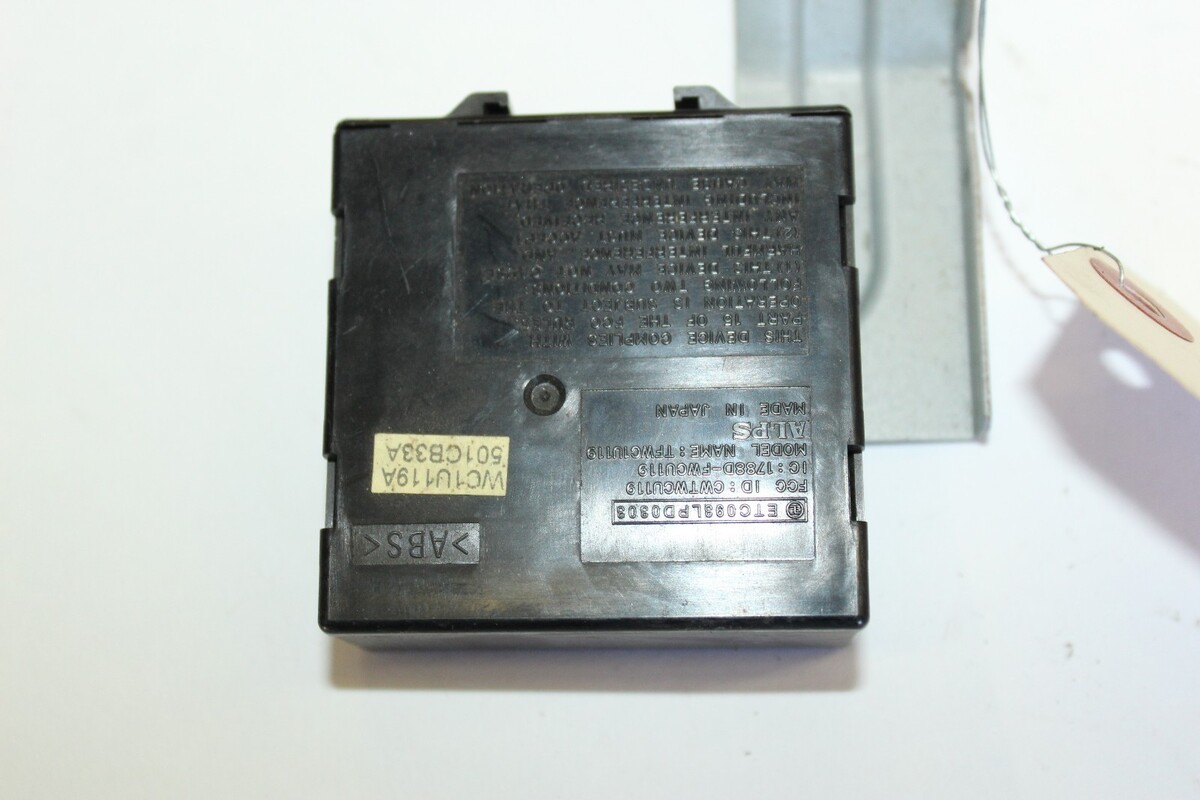 ETC093LPD0303
FCC ID : CWTWCU119
IC : 1788D-FWCU119
MODEL NAME : TFWC1U119
ALPS
MADE IN JAPAN
>ABS<
WC1U119A
501CB33A
THIS DEVICE COMPLIES WITH
PART 15 OF THE FCC RULES
OPERATION IS SUBJECT TO THE
FOLLOWING TWO CONDITIONS:
(1) THIS DEVICE MAY NOT CAUSE
HARMFUL INTERFERENCE, AND
(2) THIS DEVICE MUST ACCEPT
ANY INTERFERENCE RECEIVED,
INCLUDING INTERFERENCE THAT
MAY CAUSE UNDESIRED OPERATION